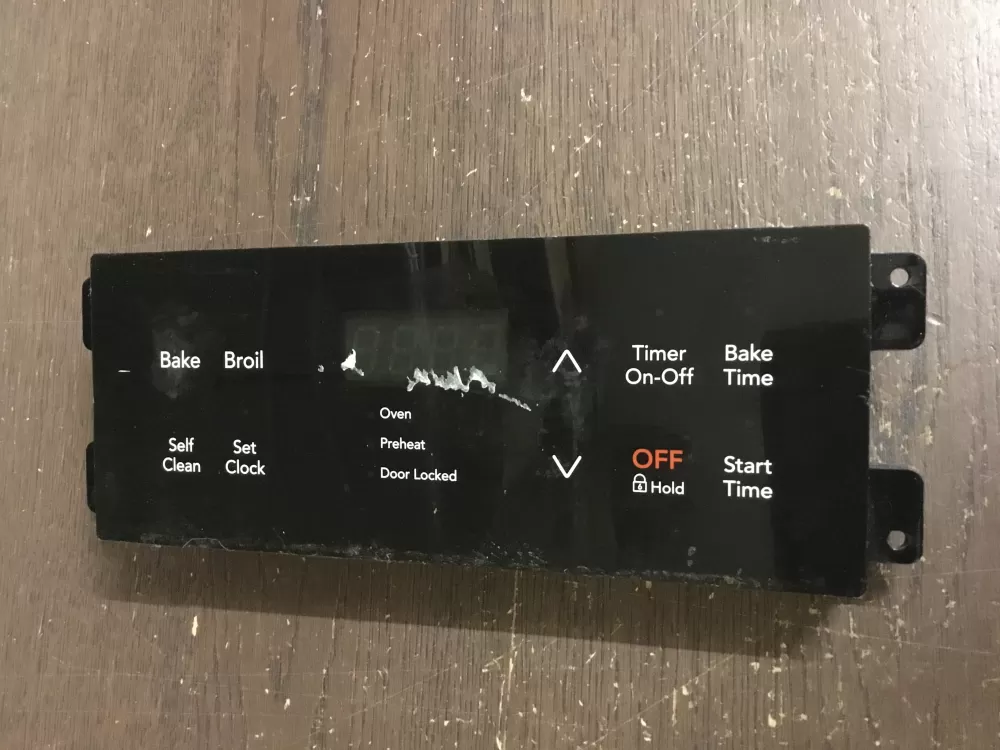 Bake
Broil
Self
Clean
Set
Clock
Oven
Preheat
Door Locked
Timer
On-Off
Bake
Time
OFF
Hold
Start
Time